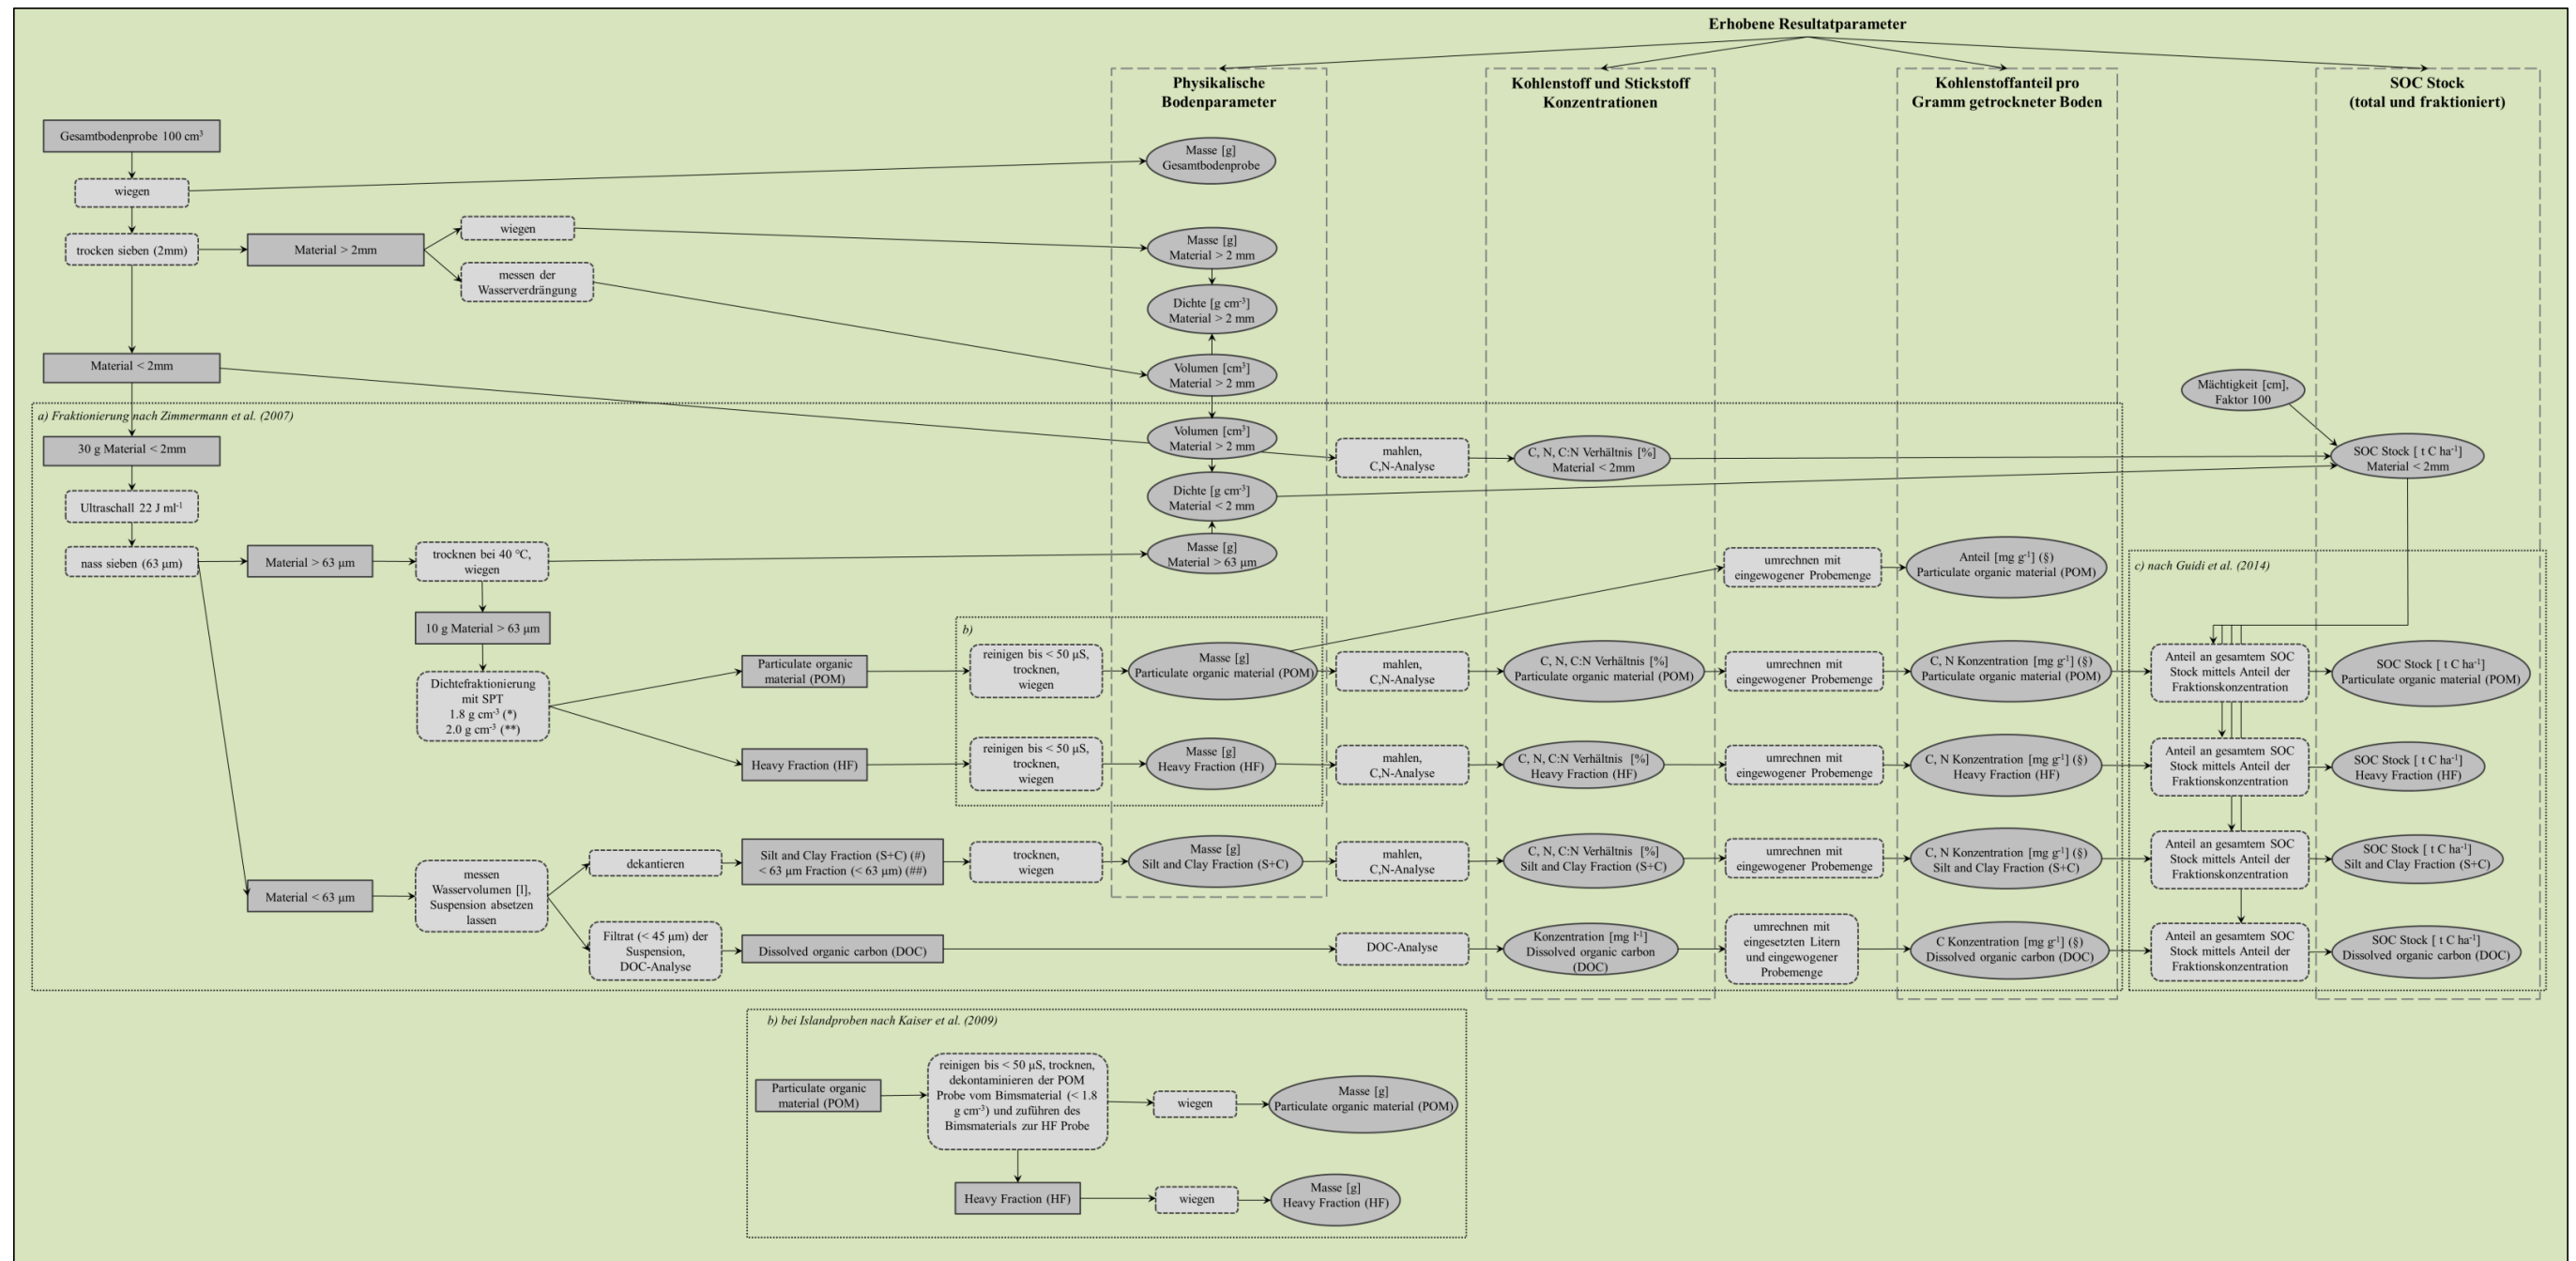 Erhobene Resultatparameter
Physikalische
Bodenparameter
Kohlenstoff und Stickstoff
Konzentrationen
Kohlenstoffanteil pro
Gramm getrockneter Boden
SOC Stock
(total und fraktioniert)
Gesamtbodenprobe 100 cm³
wiegen
Masse [g]
Gesamtbodenprobe
trocken sieben (2mm)
Material > 2mm
wiegen
messen der
Wasserverdrängung
Masse [g]
Material > 2 mm
Dichte [g cm⁻³]
Material > 2 mm
Material < 2mm
Volumen [cm³]
Material > 2 mm
Mächtigkeit [cm],
Faktor 100
a) Fraktionierung nach Zimmermann et al. (2007)
30 g Material < 2mm
Volumen [cm³]
Material > 2 mm
mahlen,
C,N-Analyse
C, N, C:N Verhältnis [%]
Material < 2mm
SOC Stock [ t C ha⁻¹]
Material < 2mm
Ultraschall 22 J ml⁻¹
Dichte [g cm⁻³]
Material < 2 mm
nass sieben (63 µm)
Material > 63 µm
trocknen bei 40 °C,
wiegen
Masse [g]
Material > 63 µm
umrechnen mit
eingewogener Probemenge
Anteil [mg g⁻¹] (§)
Particulate organic material (POM)
c) nach Guidi et al. (2014)
10 g Material > 63 µm
b)
Dichtefraktionierung
mit SPT
1.8 g cm⁻³ (*)
2.0 g cm⁻³ (**)
Particulate organic
material (POM)
reinigen bis < 50 µS,
trocknen,
wiegen
Masse [g]
Particulate organic material (POM)
mahlen,
C,N-Analyse
C, N, C:N Verhältnis [%]
Particulate organic material (POM)
umrechnen mit
eingewogener Probemenge
C, N Konzentration [mg g⁻¹] (§)
Particulate organic material (POM)
Anteil an gesamtem SOC
Stock mittels Anteil der
Fraktionskonzentration
SOC Stock [ t C ha⁻¹]
Particulate organic material (POM)
Heavy Fraction (HF)
reinigen bis < 50 µS,
trocknen,
wiegen
Masse [g]
Heavy Fraction (HF)
mahlen,
C,N-Analyse
C, N, C:N Verhältnis [%]
Heavy Fraction (HF)
umrechnen mit
eingewogener Probemenge
C, N Konzentration [mg g⁻¹] (§)
Heavy Fraction (HF)
Anteil an gesamtem SOC
Stock mittels Anteil der
Fraktionskonzentration
SOC Stock [ t C ha⁻¹]
Heavy Fraction (HF)
Material < 63 µm
messen
Wasservolumen [l],
Suspension absetzen
lassen
dekantieren
Silt and Clay Fraction (S+C) (#)
< 63 µm Fraction (< 63 µm) (##)
trocknen,
wiegen
Masse [g]
Silt and Clay Fraction (S+C)
mahlen,
C,N-Analyse
C, N, C:N Verhältnis [%]
Silt and Clay Fraction (S+C)
umrechnen mit
eingewogener Probemenge
C, N Konzentration [mg g⁻¹] (§)
Silt and Clay Fraction (S+C)
Anteil an gesamtem SOC
Stock mittels Anteil der
Fraktionskonzentration
SOC Stock [ t C ha⁻¹]
Silt and Clay Fraction (S+C)
Filtrat (< 45 µm) der
Suspension,
DOC-Analyse
Dissolved organic carbon (DOC)
DOC-Analyse
Konzentration [mg l⁻¹]
Dissolved organic carbon
(DOC)
umrechnen mit
eingesetzten Litern
und eingewogener
Probemenge
C Konzentration [mg g⁻¹] (§)
Dissolved organic carbon (DOC)
Anteil an gesamtem SOC
Stock mittels Anteil der
Fraktionskonzentration
SOC Stock [ t C ha⁻¹]
Dissolved organic carbon (DOC)
b) bei Islandproben nach Kaiser et al. (2009)
Particulate organic
material (POM)
reinigen bis < 50 µS, trocknen,
dekontaminieren der POM
Probe vom Bimsmaterial (< 1.8
g cm⁻³) und zuführen des
Bimsmaterials zur HF Probe
wiegen
Masse [g]
Particulate organic material (POM)
Heavy Fraction (HF)
wiegen
Masse [g]
Heavy Fraction (HF)